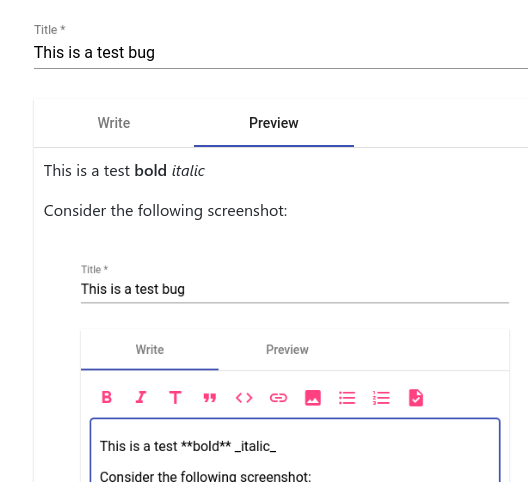 Title *
This is a test bug
Write Preview
This is a test bold italic
Consider the following screenshot:
Title *
This is a test bug
Write Preview
B I T
This is a test **bold** _italic_
Consider the following screenshot: